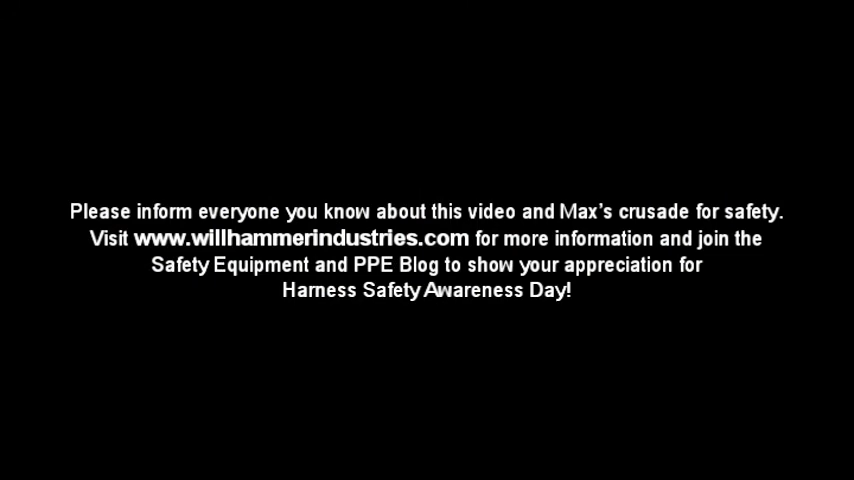 Please inform everyone you know about this video and Max's crusade for safety.
Visit www.willhammerindustries.com for more information and join the
Safety Equipment and PPE Blog to show your appreciation for
Harness Safety Awareness Day!